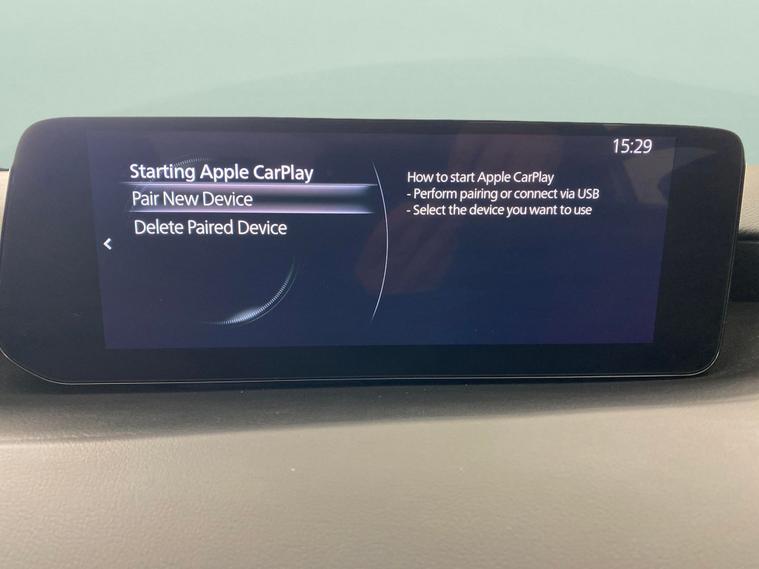 15:29
Starting Apple CarPlay
Pair New Device
Delete Paired Device
How to start Apple CarPlay
- Perform pairing or connect via USB
- Select the device you want to use